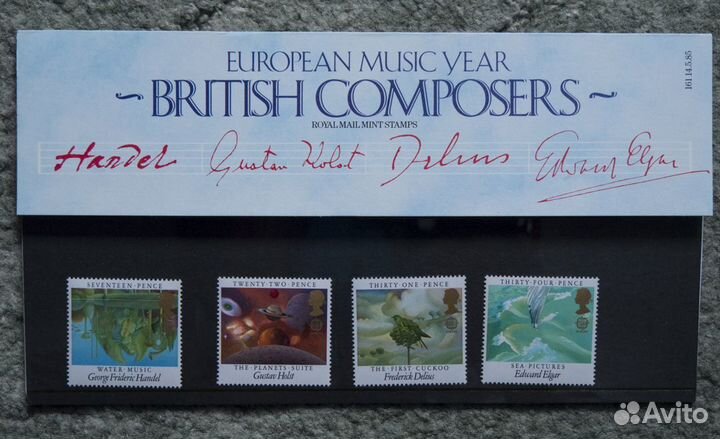 EUROPEAN MUSIC YEAR
~BRITISH COMPOSERS~
ROYAL MAIL MINT STAMPS
161 14.5.85
Handel Gustav Holst Delius Edward Elgar
SEVENTEEN·PENCE
WATER·MUSIC
George Frideric Handel
TWENTY·TWO·PENCE
THE·PLANETS·SUITE
Gustav Holst
THIRTY·ONE·PENCE
THE·FIRST·CUCKOO
Frederick Delius
THIRTY·FOUR·PENCE
SEA·PICTURES
Edward Elgar
Avito